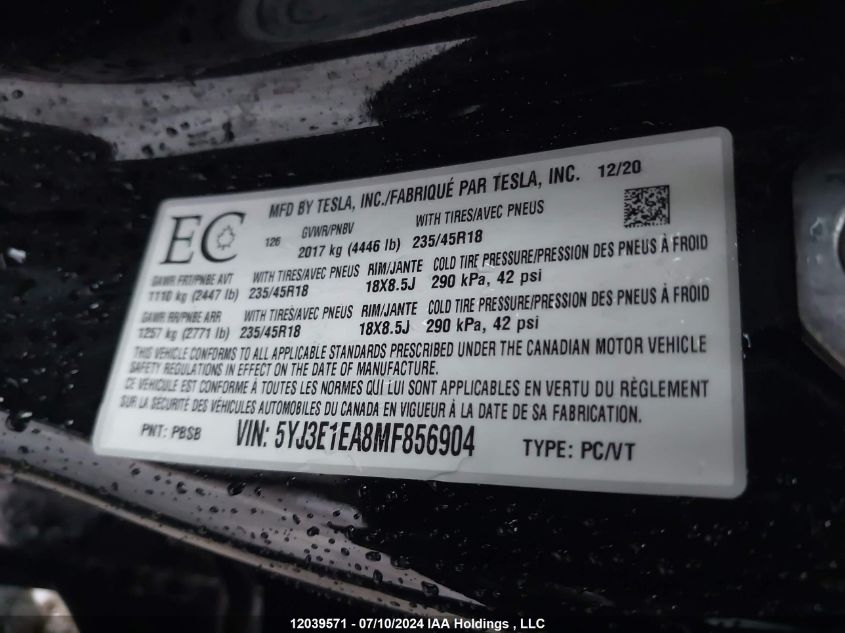 MFD BY TESLA, INC./FABRIQUÉ PAR TESLA, INC. 12/20
EC 126 GVWR/PNBV WITH TIRES/AVEC PNEUS
2017 kg (4446 lb) 235/45R18
GAWR FRT/PNBE AVT WITH TIRES/AVEC PNEUS RIM/JANTE COLD TIRE PRESSURE/PRESSION DES PNEUS À FROID
1110 kg (2447 lb) 235/45R18 18X8.5J 290 kPa, 42 psi
GAWR RR/PNBE ARR WITH TIRES/AVEC PNEUS RIM/JANTE COLD TIRE PRESSURE/PRESSION DES PNEUS À FROID
1257 kg (2771 lb) 235/45R18 18X8.5J 290 kPa, 42 psi
THIS VEHICLE CONFORMS TO ALL APPLICABLE STANDARDS PRESCRIBED UNDER THE CANADIAN MOTOR VEHICLE
SAFETY REGULATIONS IN EFFECT ON THE DATE OF MANUFACTURE.
CE VÉHICULE EST CONFORME À TOUTES LES NORMES QUI LUI SONT APPLICABLES EN VERTU DU RÈGLEMENT
SUR LA SÉCURITÉ DES VÉHICULES AUTOMOBILES DU CANADA EN VIGUEUR À LA DATE DE SA FABRICATION.
PNT: PBSB VIN: 5YJ3E1EA8MF856904 TYPE: PC/VT
12039571 - 07/10/2024 IAA Holdings , LLC